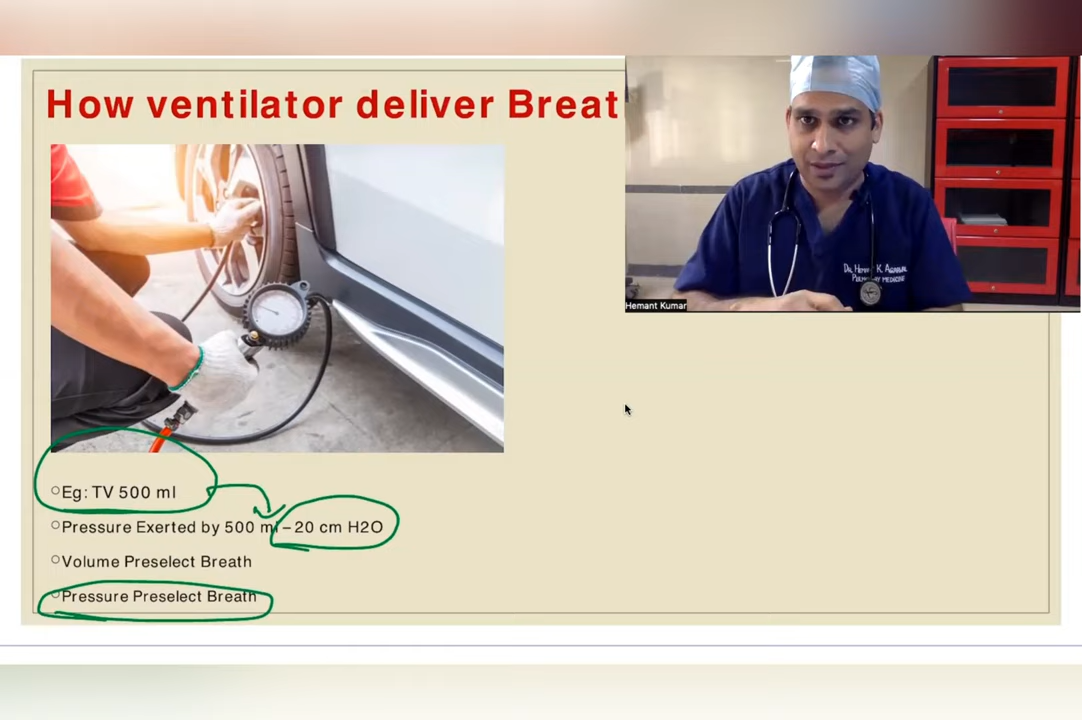 How ventilator deliver Breat
Hemant Kumar
○Eg: TV 500 ml
○Pressure Exerted by 500 ml – 20 cm H2O
○Volume Preselect Breath
○Pressure Preselect Breath